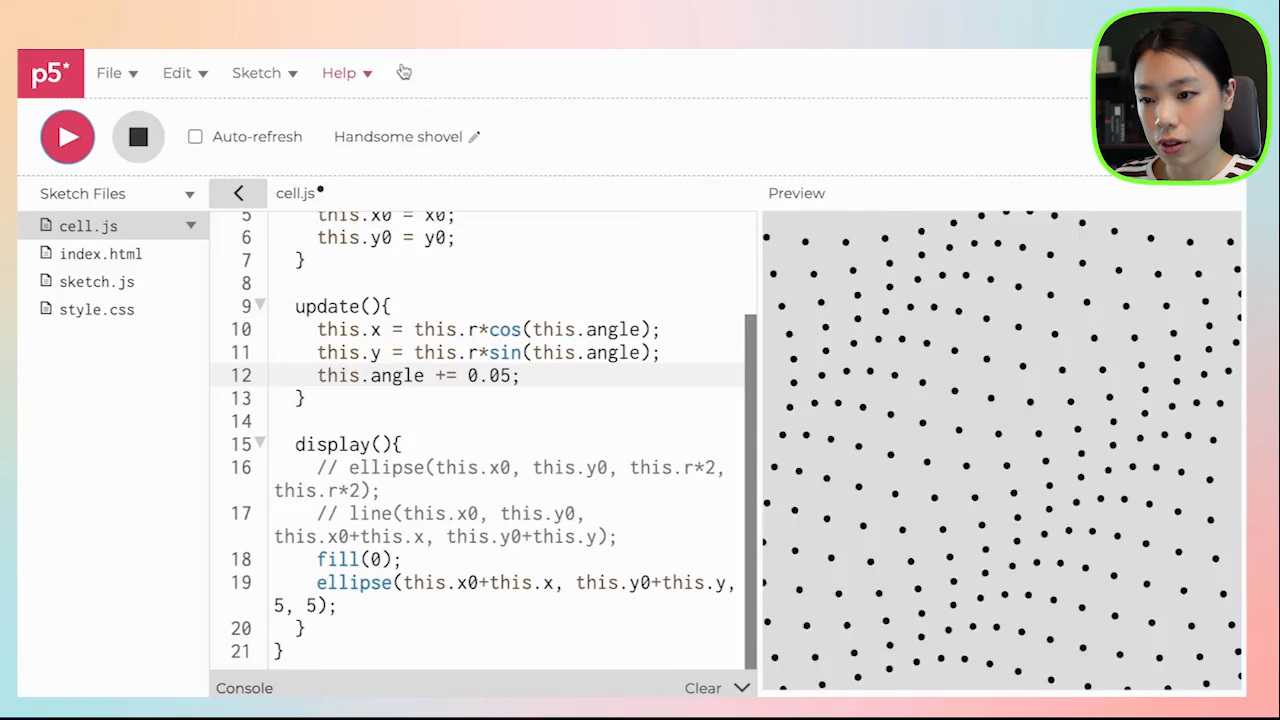 p5* File Edit Sketch Help
Auto-refresh Handsome shovel
Sketch Files
cell.js
index.html
sketch.js
style.css
cell.js
5 this.x0 = x0;
6 this.y0 = y0;
7 }
8
9 update(){
10 this.x = this.r*cos(this.angle);
11 this.y = this.r*sin(this.angle);
12 this.angle += 0.05;
13 }
14
15 display(){
16 // ellipse(this.x0, this.y0, this.r*2,
this.r*2);
17 // line(this.x0, this.y0,
this.x0+this.x, this.y0+this.y);
18 fill(0);
19 ellipse(this.x0+this.x, this.y0+this.y,
5, 5);
20 }
21 }
Console Clear
Preview